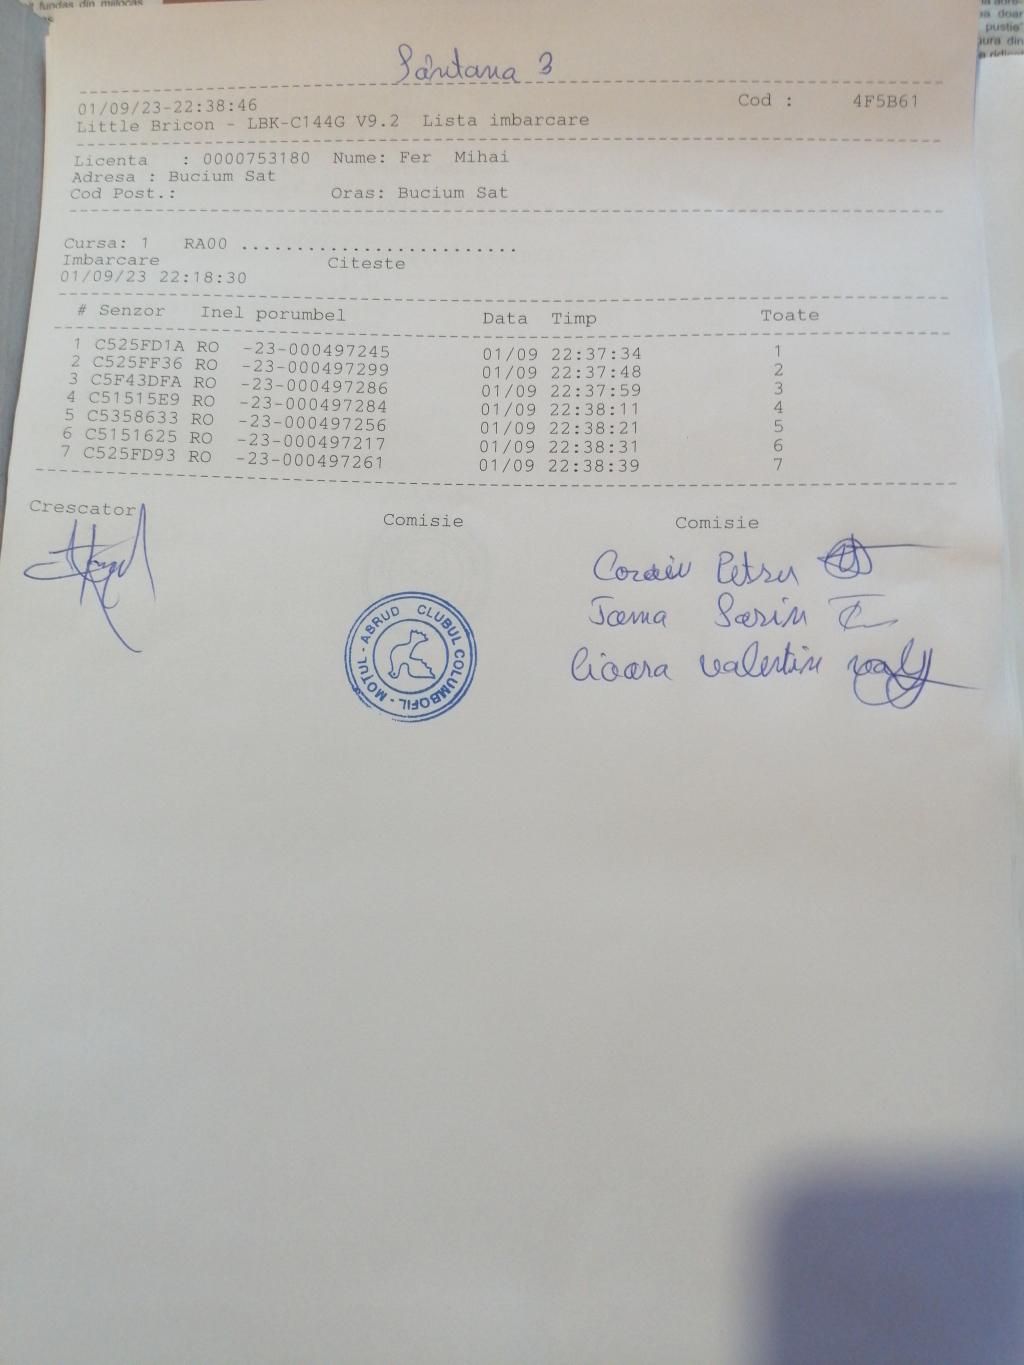 Sântana 3
01/09/23-22:38:46 Cod : 4F5B61
Little Bricon - LBK-C144G V9.2 Lista imbarcare
Licenta : 0000753180 Nume: Fer Mihai
Adresa : Bucium Sat
Cod Post.: Oras: Bucium Sat
Cursa: 1 RA00 .........................
Imbarcare Citeste
01/09/23 22:18:30
# Senzor Inel porumbel Data Timp Toate
1 C525FD1A RO -23-000497245 01/09 22:37:34 1
2 C525FF36 RO -23-000497299 01/09 22:37:48 2
3 C5F43DFA RO -23-000497286 01/09 22:37:59 3
4 C51515E9 RO -23-000497284 01/09 22:38:11 4
5 C5358633 RO -23-000497256 01/09 22:38:21 5
6 C5151625 RO -23-000497217 01/09 22:38:31 6
7 C525FD93 RO -23-000497261 01/09 22:38:39 7
Crescator Comisie Comisie
Petru
Toma Sorin
Cioara Valentin
CLUBUL COLUMBOFIL - MOTUL - ABRUD